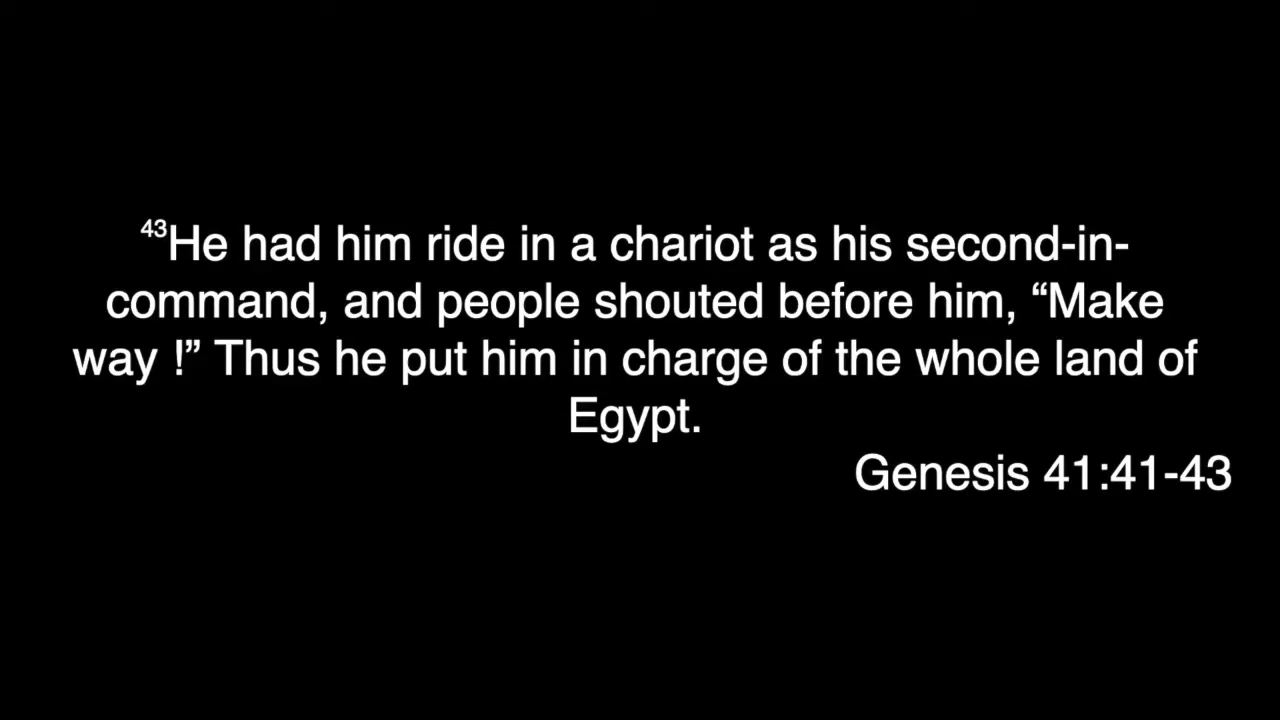 ⁴³He had him ride in a chariot as his second-in-
command, and people shouted before him, “Make
way !” Thus he put him in charge of the whole land of
Egypt.
Genesis 41:41-43